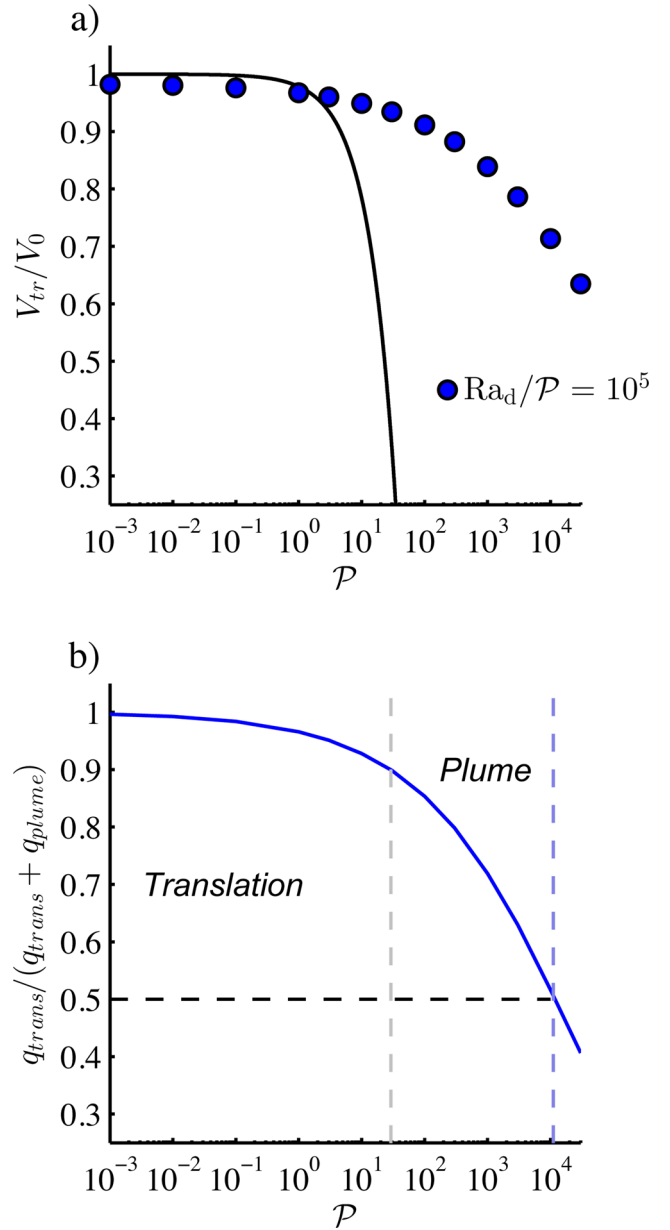 a)
1
0.9
0.8
0.7
0.6
0.5
0.4
0.3
V_{tr}/V_0
Ra_d/𝒫 = 10^5
10^{-3} 10^{-2} 10^{-1} 10^0 10^1 10^2 10^3 10^4
𝒫
b)
1
0.9
0.8
0.7
0.6
0.5
0.4
0.3
q_{trans}/(q_{trans} + q_{plume})
Plume
Translation
10^{-3} 10^{-2} 10^{-1} 10^0 10^1 10^2 10^3 10^4
𝒫